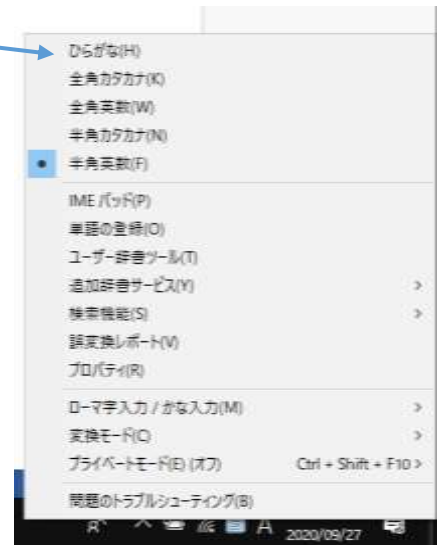 ひらがな(H)
全角カタカナ(K)
全角英数(W)
半角カタカナ(N)
半角英数(F)
IME パッド(P)
単語の登録(O)
ユーザー辞書ツール(T)
追加辞書サービス(Y)
検索機能(S)
誤変換レポート(V)
プロパティ(R)
ローマ字入力 / かな入力(M)
変換モード(C)
プライベートモード(E) (オフ) Ctrl + Shift + F10
問題のトラブルシューティング(B)
A 2020/09/27